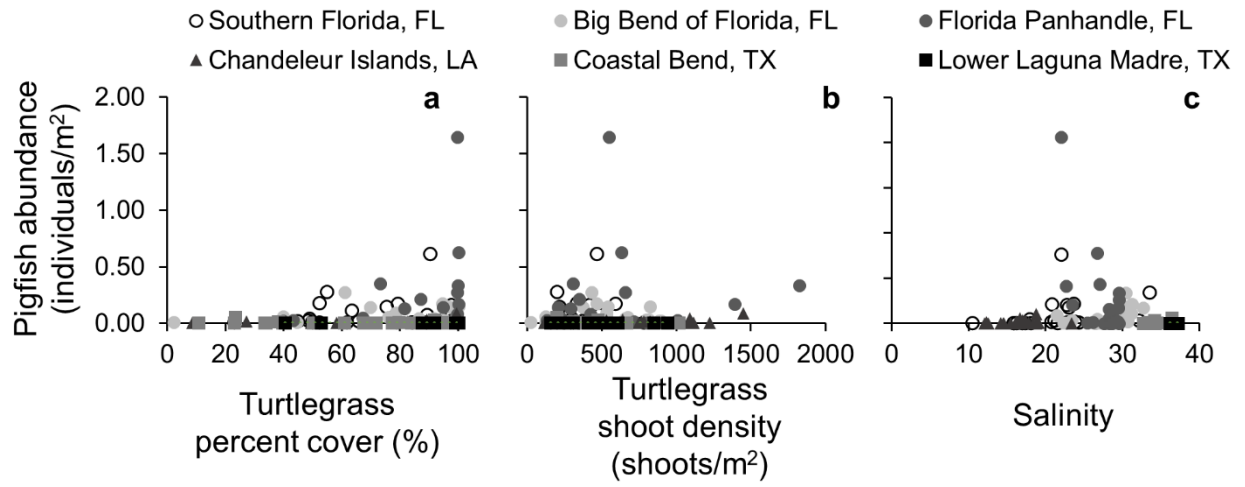 Southern Florida, FL
Big Bend of Florida, FL
Florida Panhandle, FL
Chandeleur Islands, LA
Coastal Bend, TX
Lower Laguna Madre, TX
Pigfish abundance
(individuals/m²)
2.00
1.50
1.00
0.50
0.00
a
b
c
0 20 40 60 80 100
0 500 1000 1500 2000
0 10 20 30 40
Turtlegrass
percent cover (%)
Turtlegrass
shoot density
(shoots/m²)
Salinity